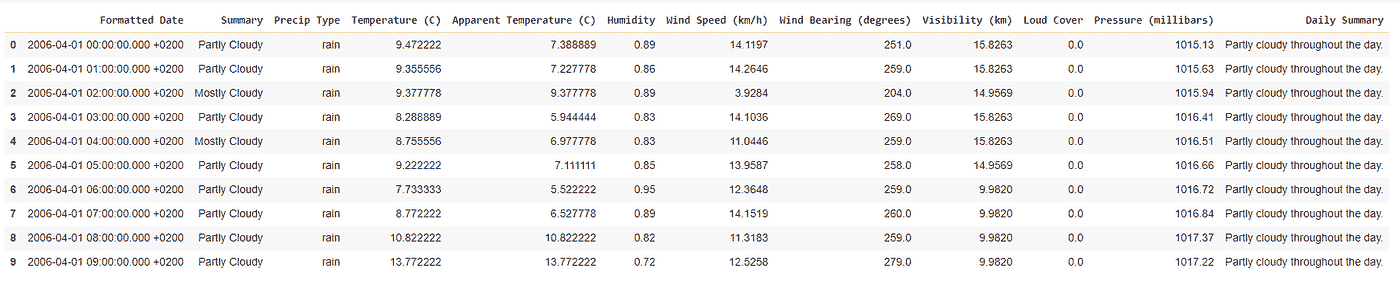 Formatted Date Summary Precip Type Temperature (C) Apparent Temperature (C) Humidity Wind Speed (km/h) Wind Bearing (degrees) Visibility (km) Loud Cover Pressure (millibars) Daily Summary
0 2006-04-01 00:00:00.000 +0200 Partly Cloudy rain 9.472222 7.388889 0.89 14.1197 251.0 15.8263 0.0 1015.13 Partly cloudy throughout the day.
1 2006-04-01 01:00:00.000 +0200 Partly Cloudy rain 9.355556 7.227778 0.86 14.2646 259.0 15.8263 0.0 1015.63 Partly cloudy throughout the day.
2 2006-04-01 02:00:00.000 +0200 Mostly Cloudy rain 9.377778 9.377778 0.89 3.9284 204.0 14.9569 0.0 1015.94 Partly cloudy throughout the day.
3 2006-04-01 03:00:00.000 +0200 Partly Cloudy rain 8.288889 5.944444 0.83 14.1036 269.0 15.8263 0.0 1016.41 Partly cloudy throughout the day.
4 2006-04-01 04:00:00.000 +0200 Mostly Cloudy rain 8.755556 6.977778 0.83 11.0446 259.0 15.8263 0.0 1016.51 Partly cloudy throughout the day.
5 2006-04-01 05:00:00.000 +0200 Partly Cloudy rain 9.222222 7.111111 0.85 13.9587 258.0 14.9569 0.0 1016.66 Partly cloudy throughout the day.
6 2006-04-01 06:00:00.000 +0200 Partly Cloudy rain 7.733333 5.522222 0.95 12.3648 259.0 9.9820 0.0 1016.72 Partly cloudy throughout the day.
7 2006-04-01 07:00:00.000 +0200 Partly Cloudy rain 8.772222 6.527778 0.89 14.1519 260.0 9.9820 0.0 1016.84 Partly cloudy throughout the day.
8 2006-04-01 08:00:00.000 +0200 Partly Cloudy rain 10.822222 10.822222 0.82 11.3183 259.0 9.9820 0.0 1017.37 Partly cloudy throughout the day.
9 2006-04-01 09:00:00.000 +0200 Partly Cloudy rain 13.772222 13.772222 0.72 12.5258 279.0 9.9820 0.0 1017.22 Partly cloudy throughout the day.